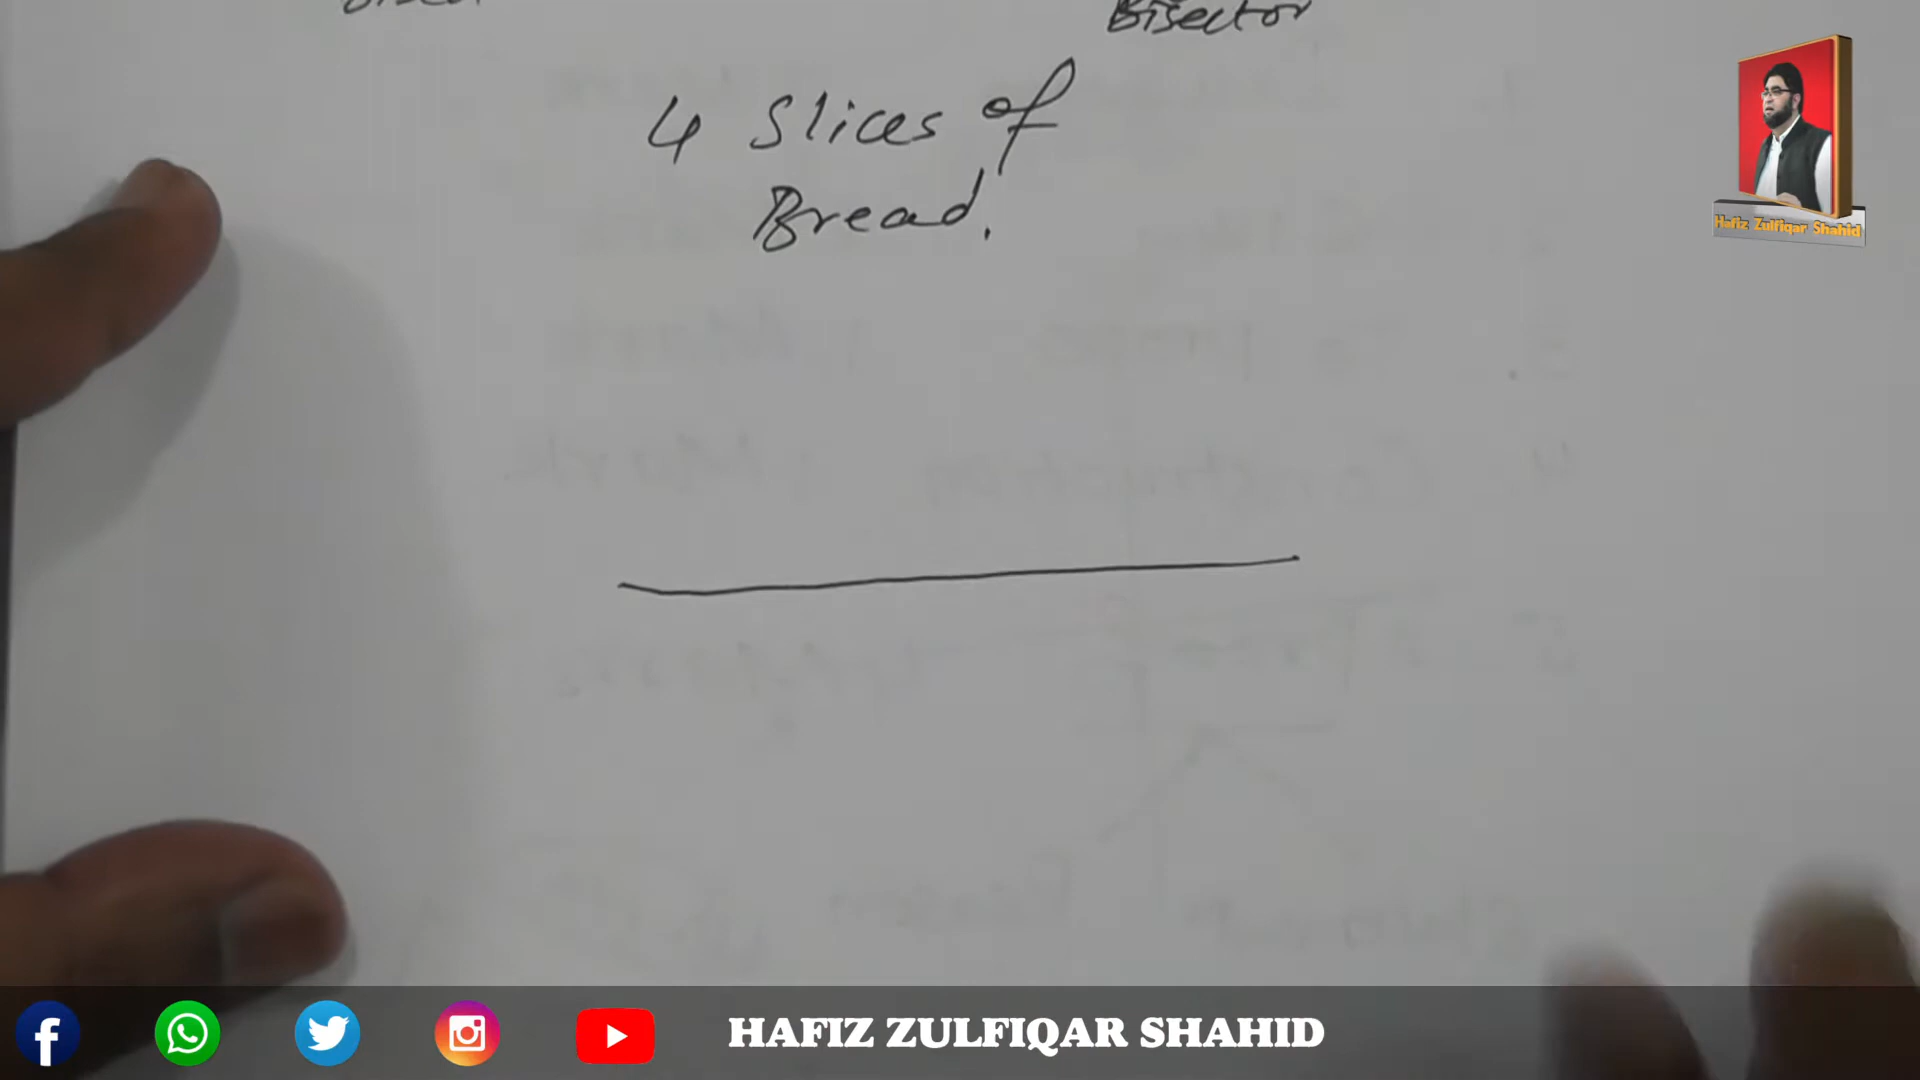 Bisector
4 Slices of
Bread.
Hafiz Zulfiqar Shahid
HAFIZ ZULFIQAR SHAHID